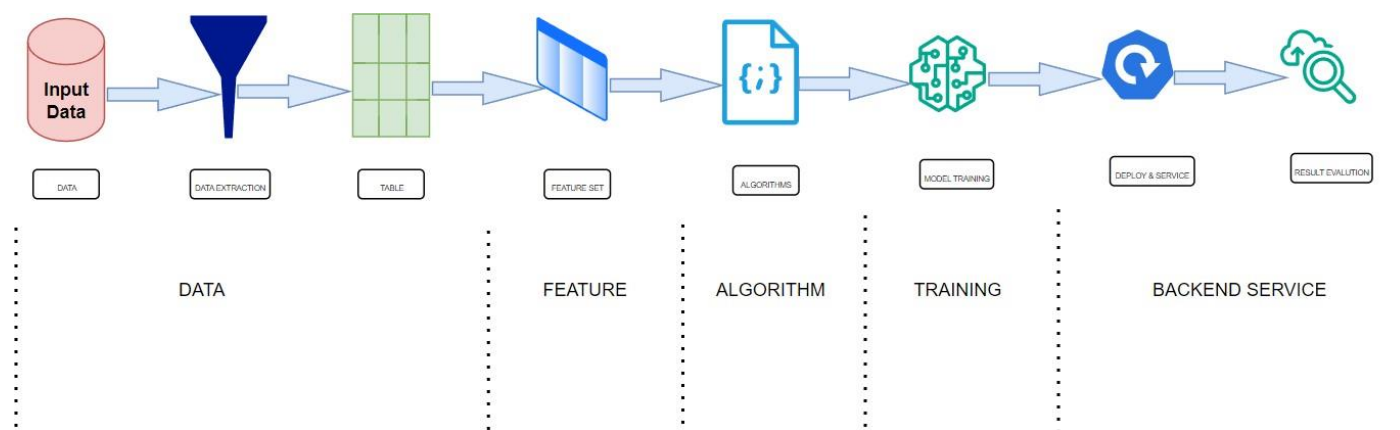 Input
Data
DATA
DATA EXTRACTION
TABLE
FEATURE SET
ALGORITHMS
MODEL TRAINING
DEPLOY & SERVICE
RESULT EVALUTION
DATA
FEATURE
ALGORITHM
TRAINING
BACKEND SERVICE